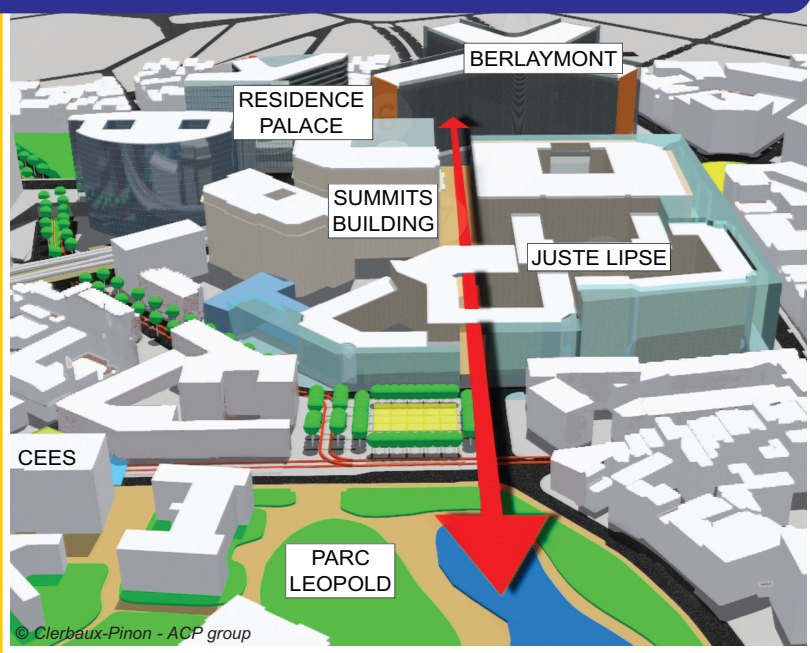 BERLAYMONT
RESIDENCE
PALACE
SUMMITS
BUILDING
JUSTE LIPSE
CEES
PARC
LEOPOLD
© Clerbaux-Pinon - ACP group